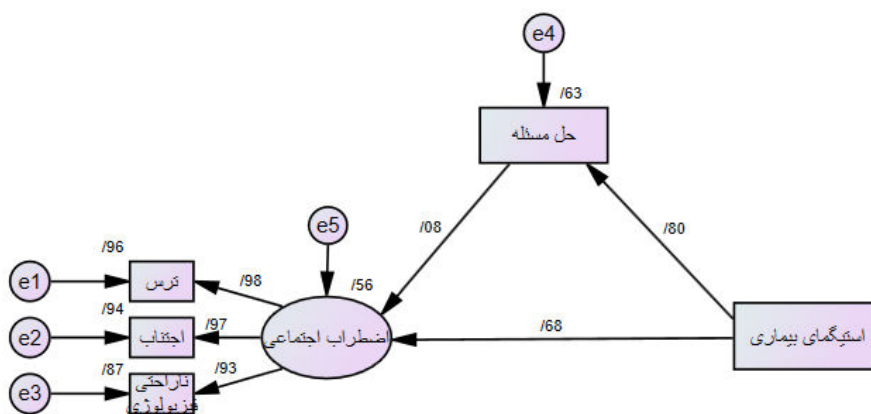 e4
/63
حل مسئله
/08
/80
e5
/96
/98
/56
e1
ترس
/94
/97
e2
اجتناب
اضطراب اجتماعی
/68
استیگمای بیماری
/87
/93
e3
ناراحتی
فیزیولوژی